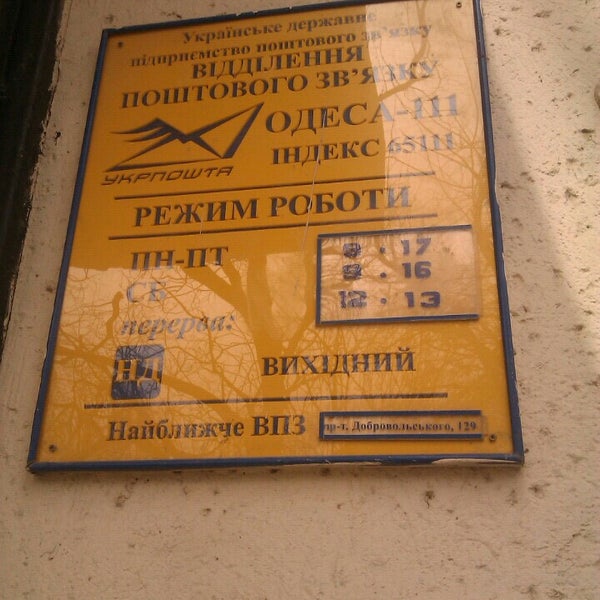 Українське державне
підприємство поштового зв'язку
ВІДДІЛЕННЯ
ПОШТОВОГО ЗВ'ЯЗКУ
ОДЕСА-111
ІНДЕКС 65111
УКРПОШТА
РЕЖИМ РОБОТИ
ПН-ПТ 8 · 17
СБ 9 · 16
перерва: 12 · 13
НД ВИХІДНИЙ
Найближче ВПЗ пр-т. Добровольського, 129